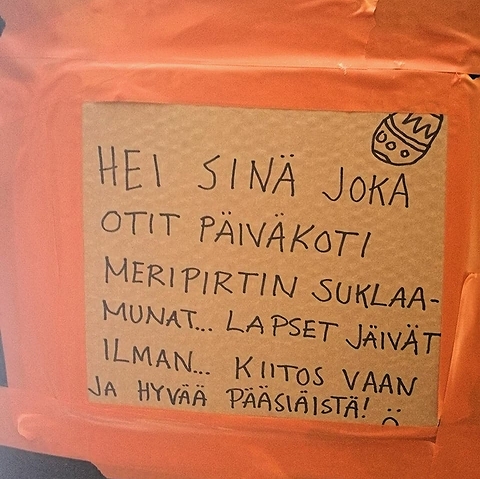 HEI SINÄ JOKA
OTIT PÄIVÄKOTI
MERIPIRTIN SUKLAA-
MUNAT... LAPSET JÄIVÄT
ILMAN... KIITOS VAAN
JA HYVÄÄ PÄÄSIÄISTÄ!